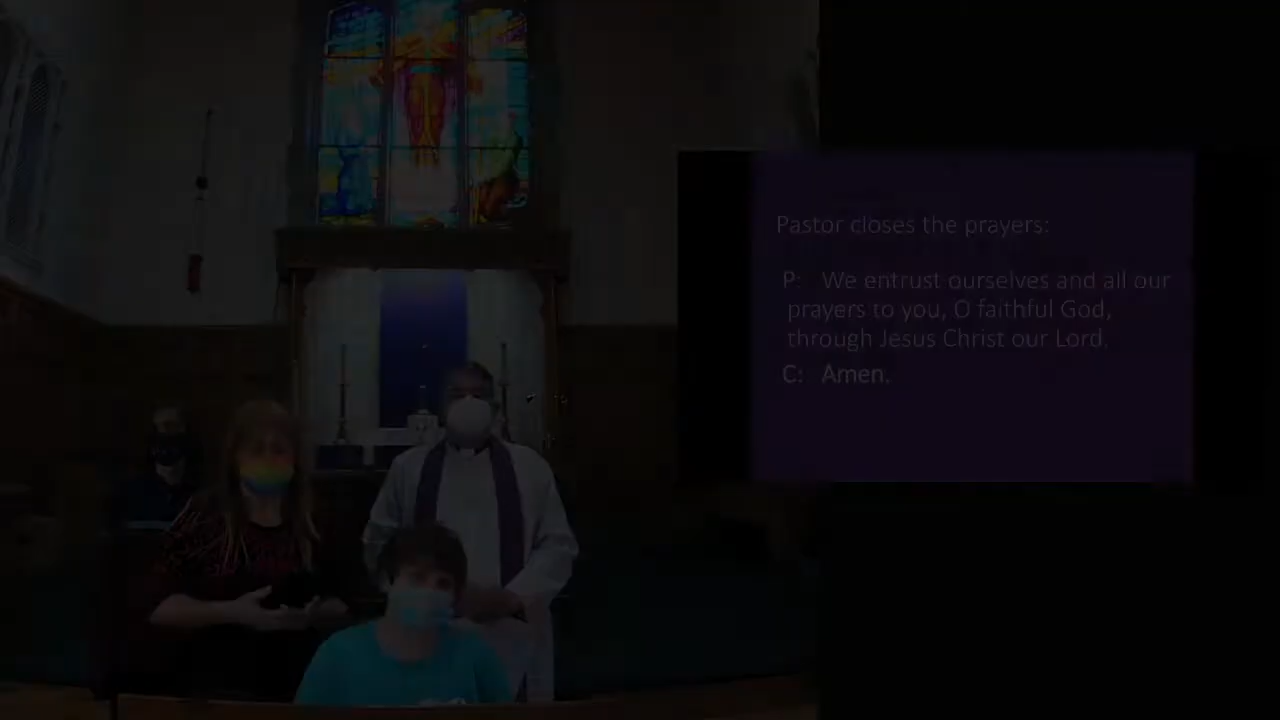 Pastor closes the prayers:
P: We entrust ourselves and all our
prayers to you, O faithful God,
through Jesus Christ our Lord.
C: Amen.